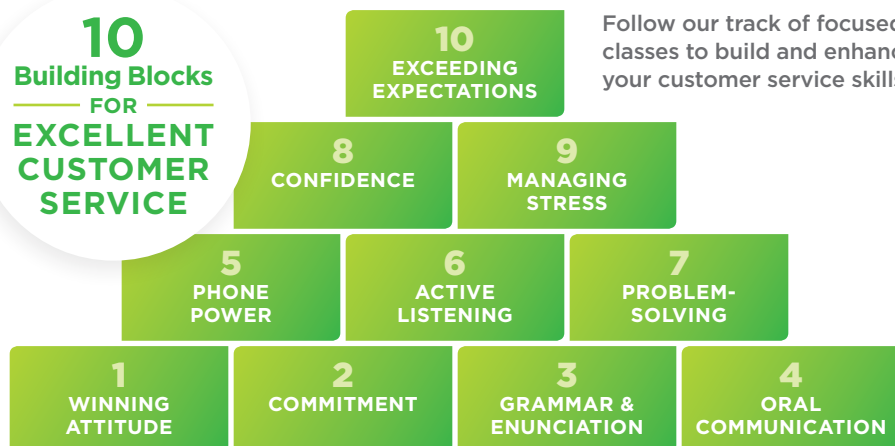 10
Building Blocks
FOR
EXCELLENT
CUSTOMER
SERVICE
Follow our track of focused
classes to build and enhanc
your customer service skills
10
EXCEEDING
EXPECTATIONS
8
CONFIDENCE
9
MANAGING
STRESS
5
PHONE
POWER
6
ACTIVE
LISTENING
7
PROBLEM-
SOLVING
1
WINNING
ATTITUDE
2
COMMITMENT
3
GRAMMAR &
ENUNCIATION
4
ORAL
COMMUNICATION